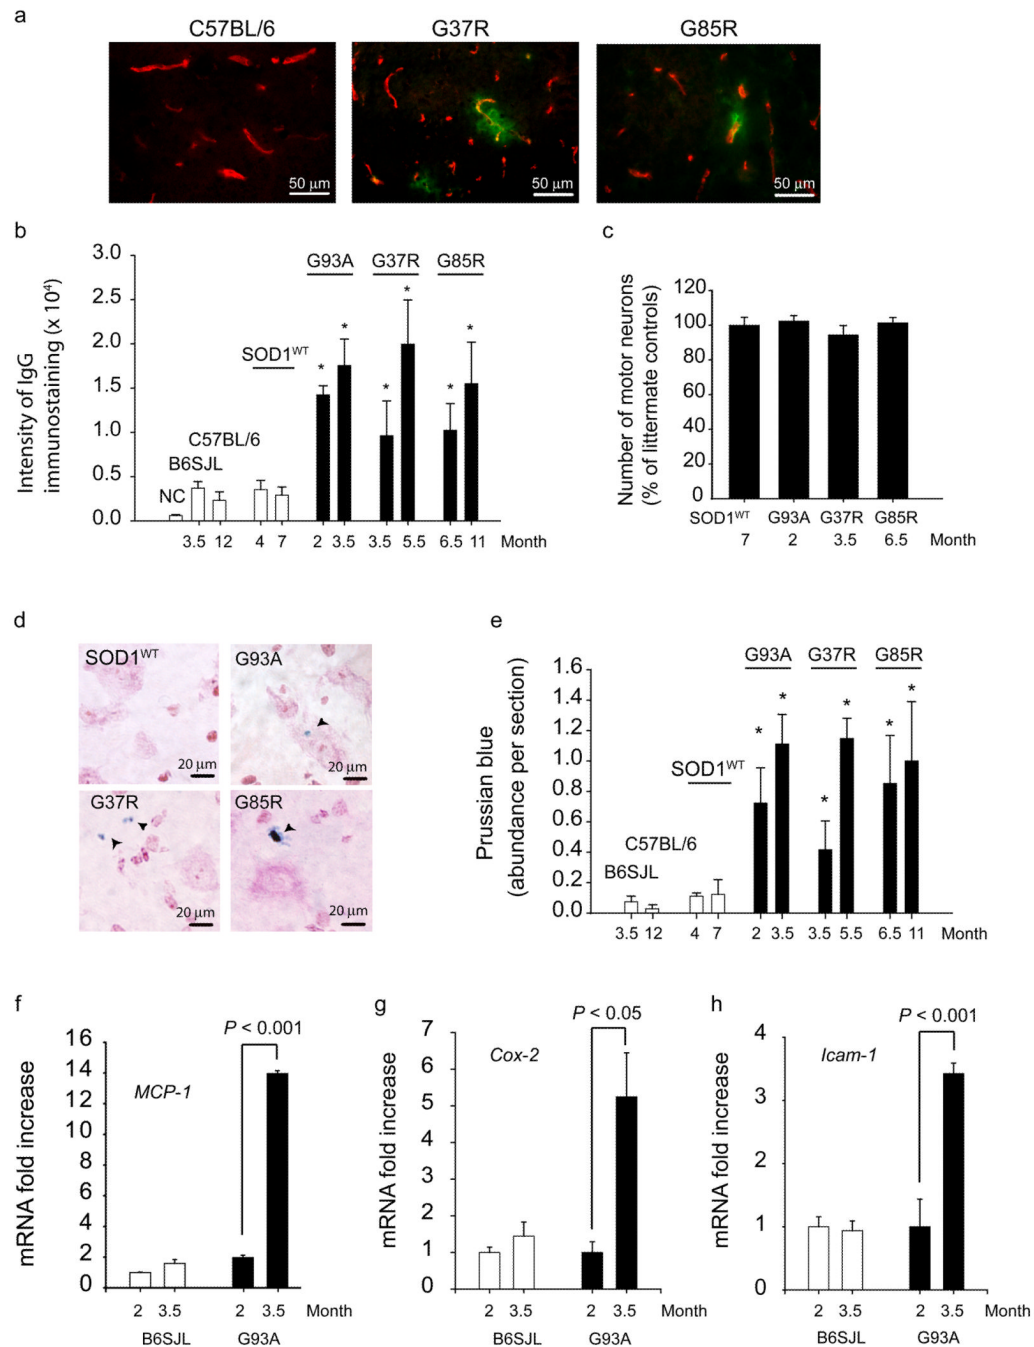 a
C57BL/6 G37R G85R
50 µm 50 µm 50 µm
b
Intensity of IgG
immunostaining (x 10⁴)
3.0
2.5
2.0
1.5
1.0
0.5
0.0
G93A G37R G85R
* * * * * *
SOD1ᵂᵀ
C57BL/6
B6SJL
NC
3.5 12 4 7 2 3.5 3.5 5.5 6.5 11 Month
c
Number of motor neurons
(% of littermate controls)
120
100
80
60
40
20
0
SOD1ᵂᵀ G93A G37R G85R
7 2 3.5 6.5 Month
d
SOD1ᵂᵀ G93A
20 µm 20 µm
G37R G85R
20 µm 20 µm
e
Prussian blue
(abundance per section)
1.6
1.4
1.2
1.0
0.8
0.6
0.4
0.2
0.0
G93A G37R G85R
* * * * * *
SOD1ᵂᵀ
C57BL/6
B6SJL
3.5 12 4 7 2 3.5 3.5 5.5 6.5 11 Month
f
mRNA fold increase
16
14
12
10
8
6
4
2
0
P < 0.001
MCP-1
2 3.5 2 3.5 Month
B6SJL G93A
g
mRNA fold increase
7
6
5
4
3
2
1
0
P < 0.05
Cox-2
2 3.5 2 3.5 Month
B6SJL G93A
h
mRNA fold increase
4
3
2
1
0
P < 0.001
Icam-1
2 3.5 2 3.5 Month
B6SJL G93A